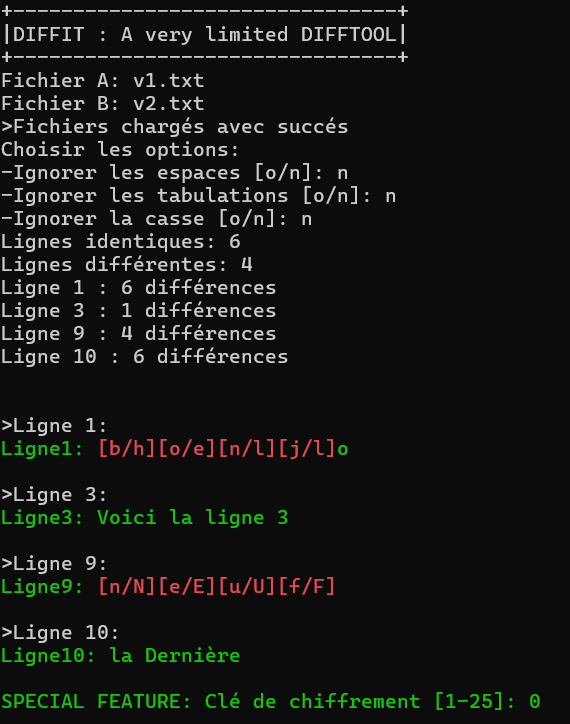 +--------------------------------+
|DIFFIT : A very limited DIFFTOOL|
+--------------------------------+
Fichier A: v1.txt
Fichier B: v2.txt
>Fichiers chargés avec succés
Choisir les options:
-Ignorer les espaces [o/n]: n
-Ignorer les tabulations [o/n]: n
-Ignorer la casse [o/n]: n
Lignes identiques: 6
Lignes différentes: 4
Ligne 1 : 6 différences
Ligne 3 : 1 différences
Ligne 9 : 4 différences
Ligne 10 : 6 différences
>Ligne 1:
Ligne1: [b/h][o/e][n/l][j/l]o
>Ligne 3:
Ligne3: Voici la ligne 3
>Ligne 9:
Ligne9: [n/N][e/E][u/U][f/F]
>Ligne 10:
Ligne10: la Dernière
SPECIAL FEATURE: Clé de chiffrement [1-25]: 0